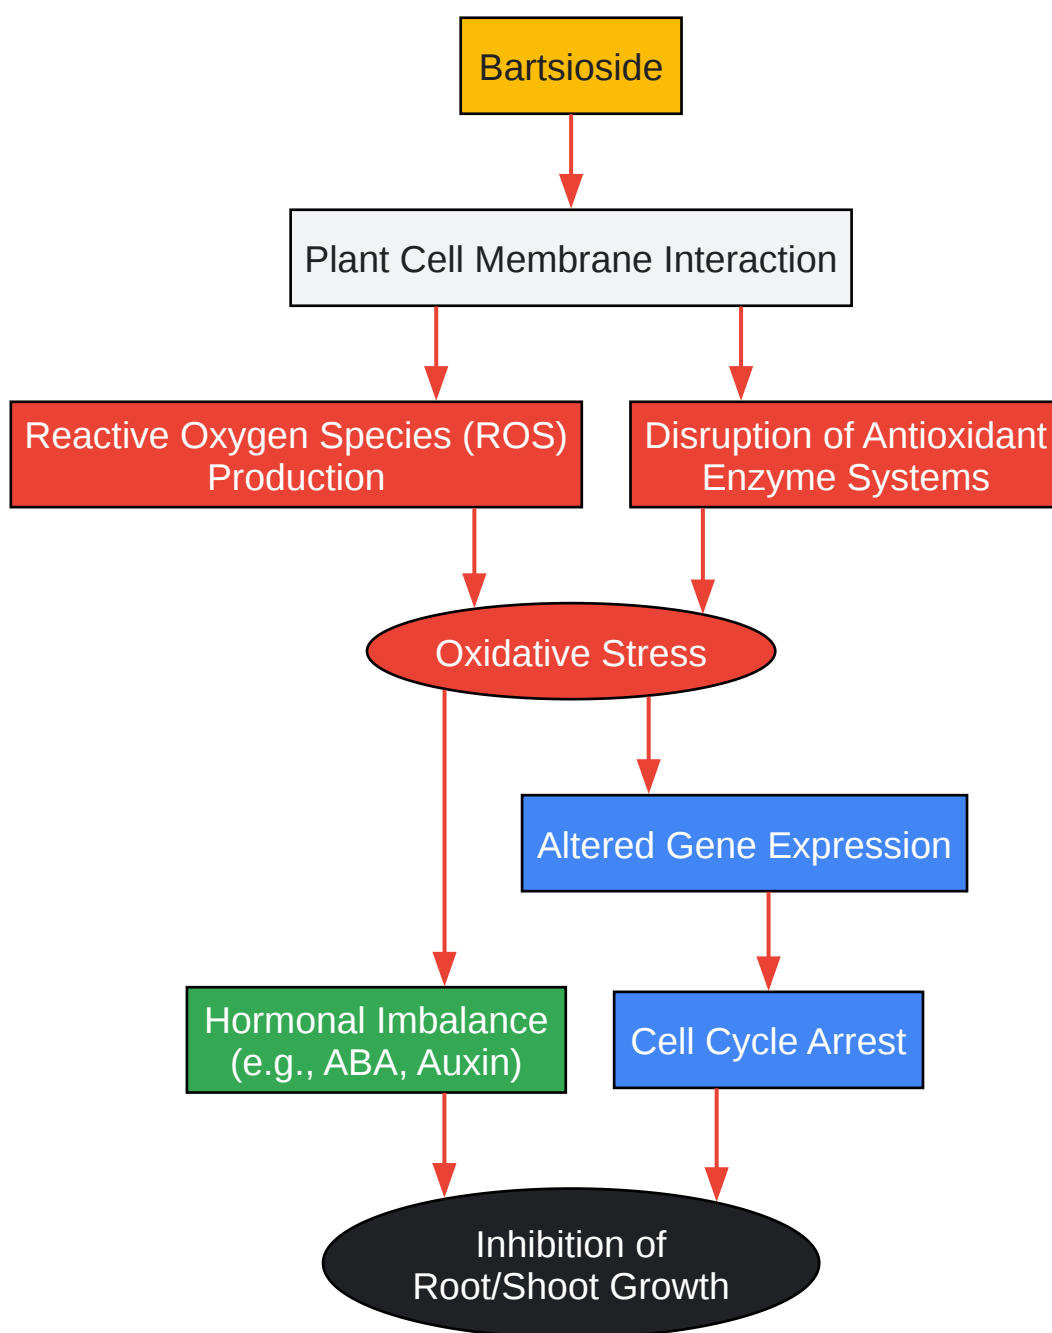 Bartsioside
Plant Cell Membrane Interaction
Reactive Oxygen Species (ROS)
Production
Disruption of Antioxidant
Enzyme Systems
Oxidative Stress
Altered Gene Expression
Hormonal Imbalance
(e.g., ABA, Auxin)
Cell Cycle Arrest
Inhibition of
Root/Shoot Growth